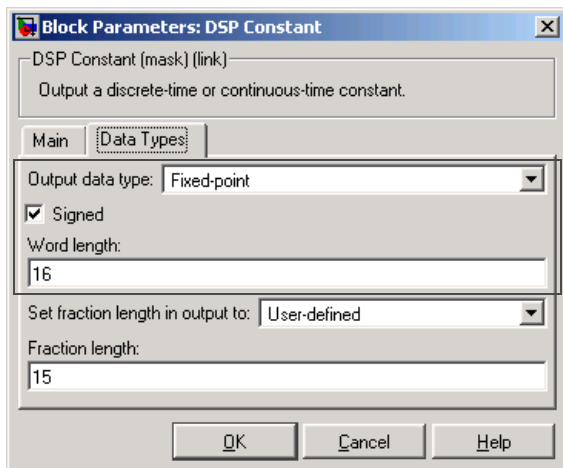 Block Parameters: DSP Constant
DSP Constant (mask) (link)
Output a discrete-time or continuous-time constant.
Main Data Types
Output data type: Fixed-point
Signed
Word length:
16
Set fraction length in output to: User-defined
Fraction length:
15
OK Cancel Help